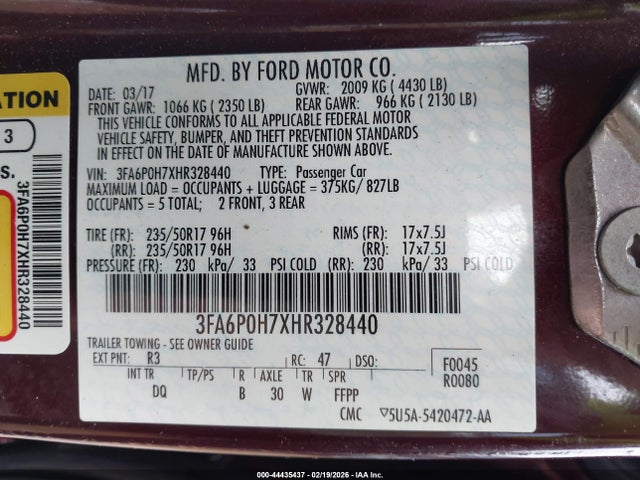 MFD. BY FORD MOTOR CO.
DATE: 03/17 GVWR: 2009 KG ( 4430 LB)
FRONT GAWR: 1066 KG ( 2350 LB) REAR GAWR: 966 KG ( 2130 LB)
THIS VEHICLE CONFORMS TO ALL APPLICABLE FEDERAL MOTOR
VEHICLE SAFETY, BUMPER, AND THEFT PREVENTION STANDARDS
IN EFFECT ON THE DATE OF MANUFACTURE SHOWN ABOVE.
VIN: 3FA6P0H7XHR328440 TYPE: Passenger Car
MAXIMUM LOAD = OCCUPANTS + LUGGAGE = 375KG/ 827LB
OCCUPANTS = 5 TOTAL; 2 FRONT, 3 REAR
TIRE (FR): 235/50R17 96H RIMS (FR): 17x7.5J
(RR): 235/50R17 96H (RR): 17x7.5J
PRESSURE (FR): 230 kPa/ 33 PSI COLD (RR): 230 kPa/ 33 PSI COLD
3FA6P0H7XHR328440
TRAILER TOWING - SEE OWNER GUIDE
EXT PNT: R3 RC: 47 DSO: F0045
R0080
INT TR TP/PS R AXLE TR SPR
DQ B 30 W FFPP
CMC ▽5U5A-5420472-AA
ATION
3
S.
3FA6P0H7XHR328440
000-44435437 - 02/19/2026 - IAA Inc.